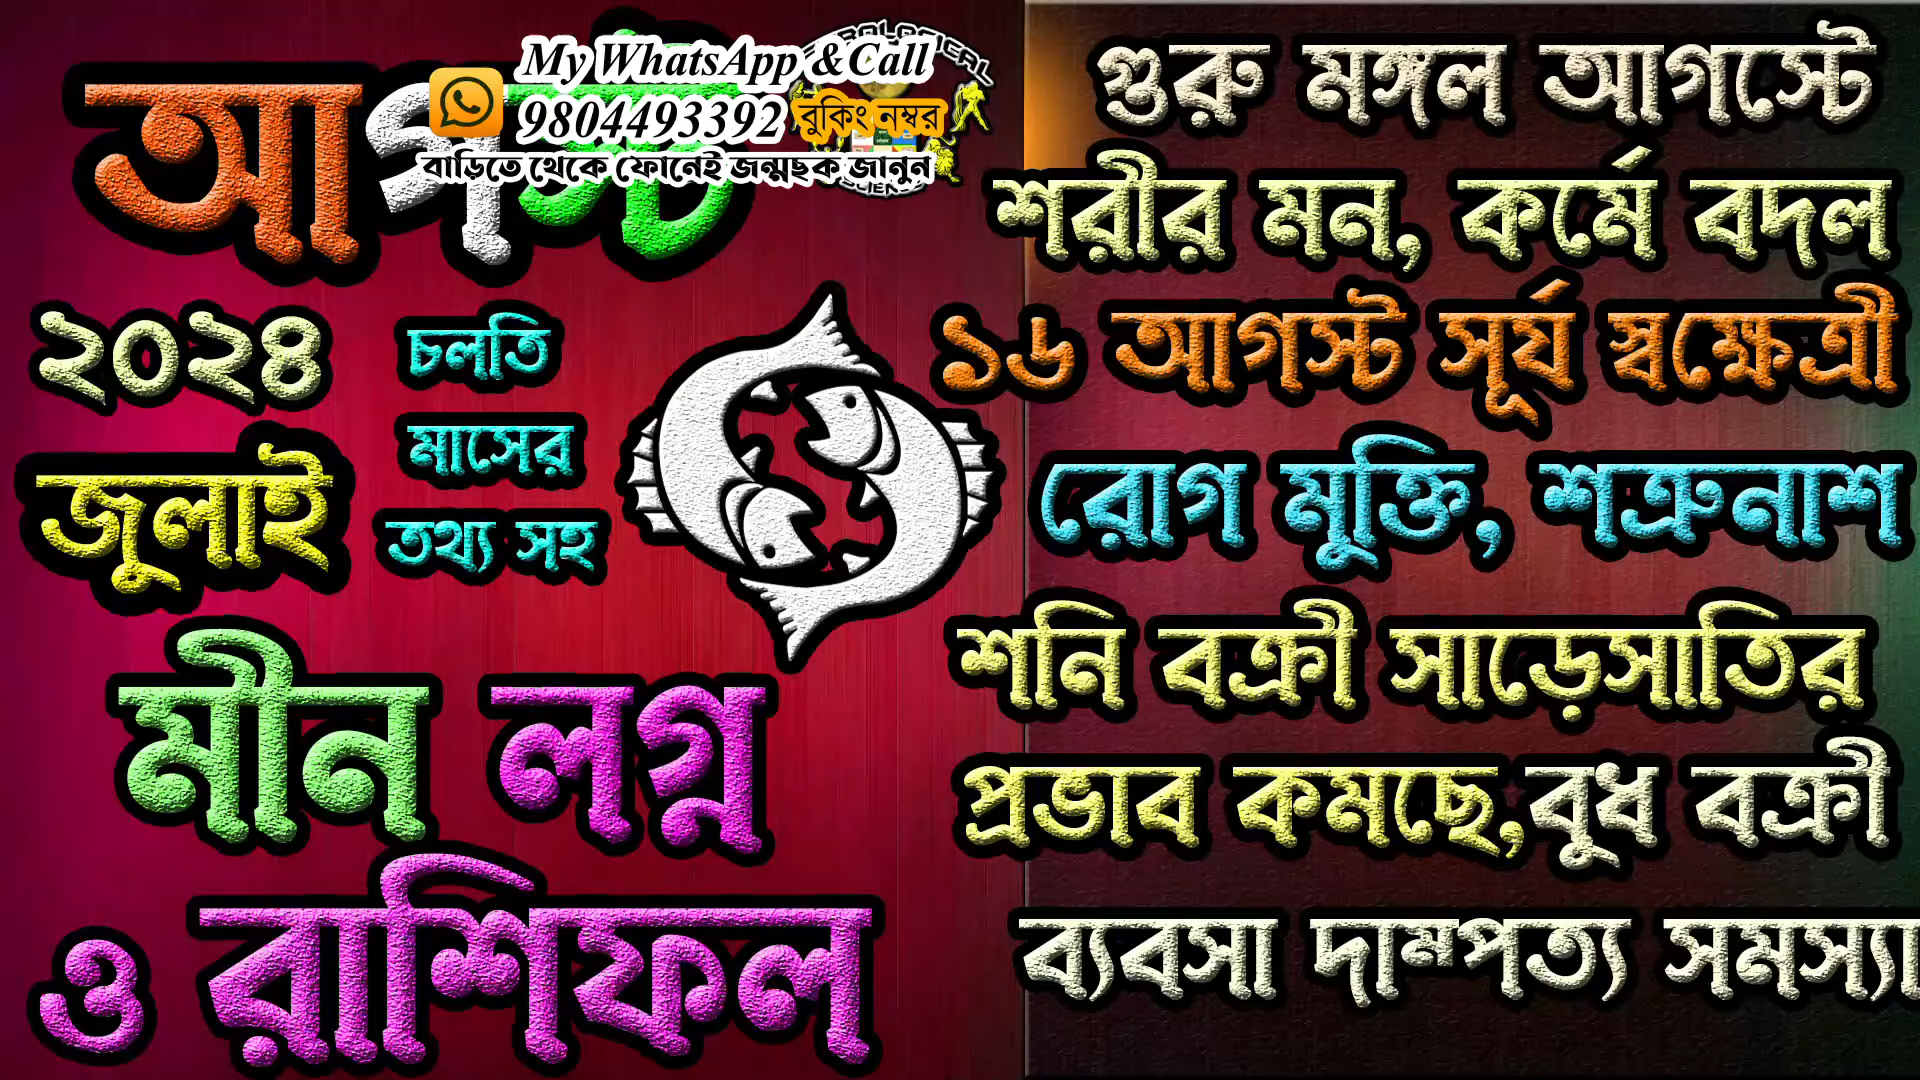 আগস্ট
My WhatsApp &Call
9804493392 বুকিং নম্বর
বাড়িতে থেকে ফোনেই জন্মছক জানুন
২০২৪
জুলাই
চলতি
মাসের
তথ্য সহ
মীন লগ্ন
ও রাশিফল
গুরু মঙ্গল আগস্টে
শরীর মন, কর্মে বদল
১৬ আগস্ট সূর্য স্বক্ষেত্রী
রোগ মুক্তি, শত্রুনাশ
শনি বক্রী সাড়েসাতির
প্রভাব কমছে,বুধ বক্রী
ব্যবসা দাম্পত্য সমস্যা